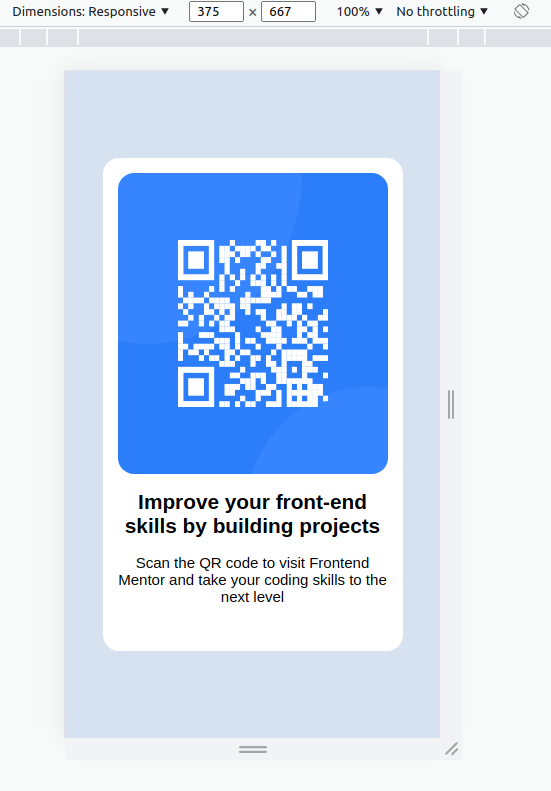 Dimensions: Responsive ▼ 375 × 667 100% ▼ No throttling ▼
Improve your front-end
skills by building projects
Scan the QR code to visit Frontend
Mentor and take your coding skills to the
next level